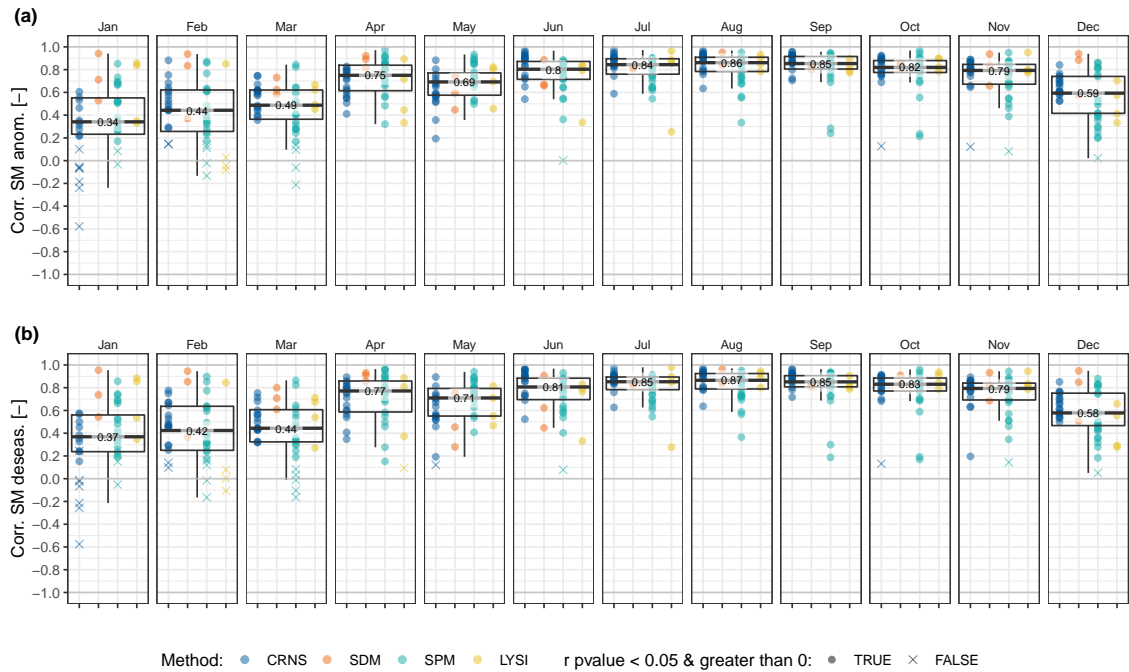 (a)
Jan Feb Mar Apr May Jun Jul Aug Sep Oct Nov Dec
Corr. SM anom. [−]
1.0
0.8
0.6
0.4
0.2
0.0
−0.2
−0.4
−0.6
−0.8
−1.0
0.34 0.44 0.49 0.75 0.69 0.8 0.84 0.86 0.85 0.82 0.79 0.59
(b)
Jan Feb Mar Apr May Jun Jul Aug Sep Oct Nov Dec
Corr. SM deseas. [−]
1.0
0.8
0.6
0.4
0.2
0.0
−0.2
−0.4
−0.6
−0.8
−1.0
0.37 0.42 0.44 0.77 0.71 0.81 0.85 0.87 0.85 0.83 0.79 0.58
Method: CRNS SDM SPM LYSI r pvalue < 0.05 & greater than 0: TRUE FALSE